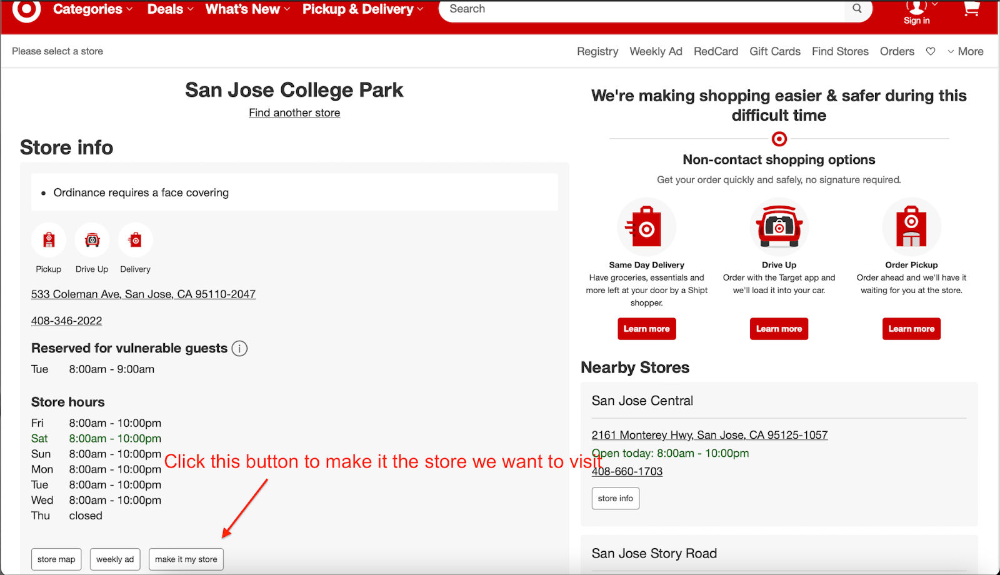 Categories Deals What's New Pickup & Delivery Search Sign in
Please select a store Registry Weekly Ad RedCard Gift Cards Find Stores Orders More
San Jose College Park
Find another store
Store info
Ordinance requires a face covering
Pickup Drive Up Delivery
533 Coleman Ave, San Jose, CA 95110-2047
408-346-2022
Reserved for vulnerable guests
Tue 8:00am - 9:00am
Store hours
Fri 8:00am - 10:00pm
Sat 8:00am - 10:00pm
Sun 8:00am - 10:00pm
Mon 8:00am - 10:00pm
Tue 8:00am - 10:00pm
Wed 8:00am - 10:00pm
Thu closed
Click this button to make it the store we want to visit
store map weekly ad make it my store
We're making shopping easier & safer during this
difficult time
Non-contact shopping options
Get your order quickly and safely, no signature required.
Same Day Delivery
Have groceries, essentials and
more left at your door by a Shipt
shopper.
Learn more
Drive Up
Order with the Target app and
we'll load it into your car.
Learn more
Order Pickup
Order ahead and we'll have it
waiting for you at the store.
Learn more
Nearby Stores
San Jose Central
2161 Monterey Hwy, San Jose, CA 95125-1057
Open today: 8:00am - 10:00pm
408-660-1703
store info
San Jose Story Road